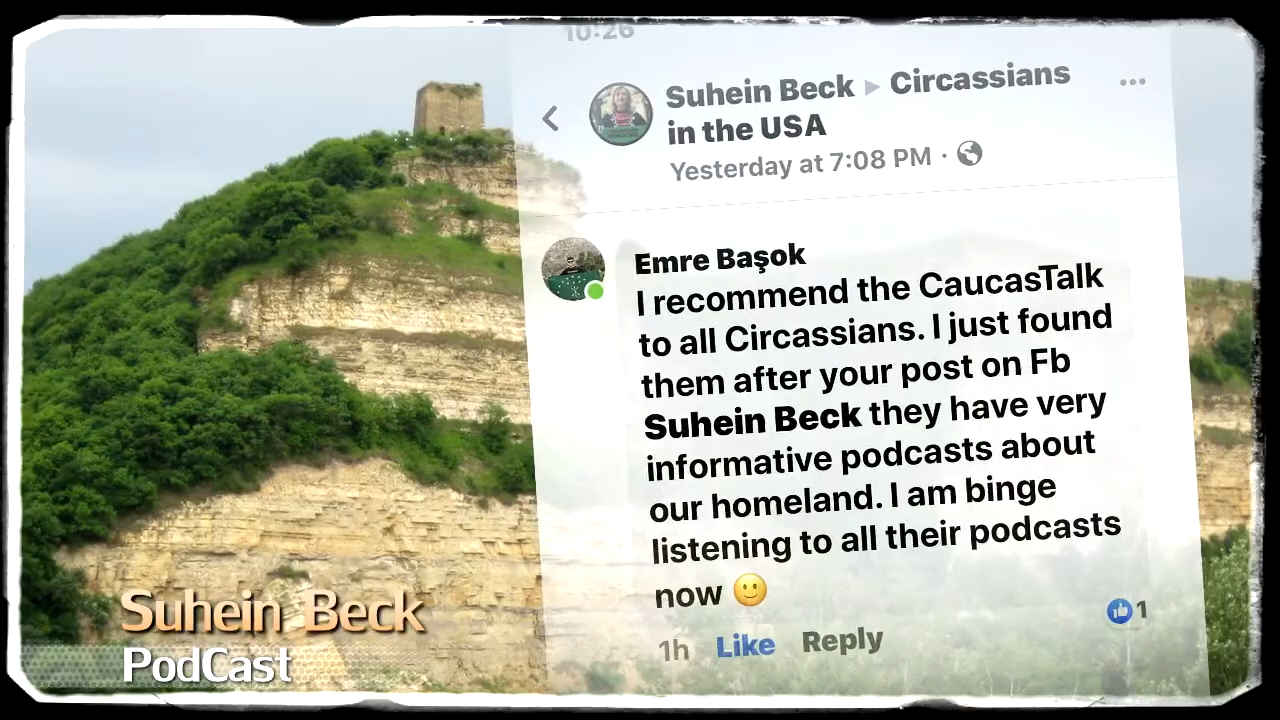 10:26
Suhein Beck ▸ Circassians
in the USA
Yesterday at 7:08 PM ·
Emre Başok
I recommend the CaucasTalk
to all Circassians. I just found
them after your post on Fb
Suhein Beck they have very
informative podcasts about
our homeland. I am binge
listening to all their podcasts
now 🙂
1
1h Like Reply
Suhein Beck
PodCast